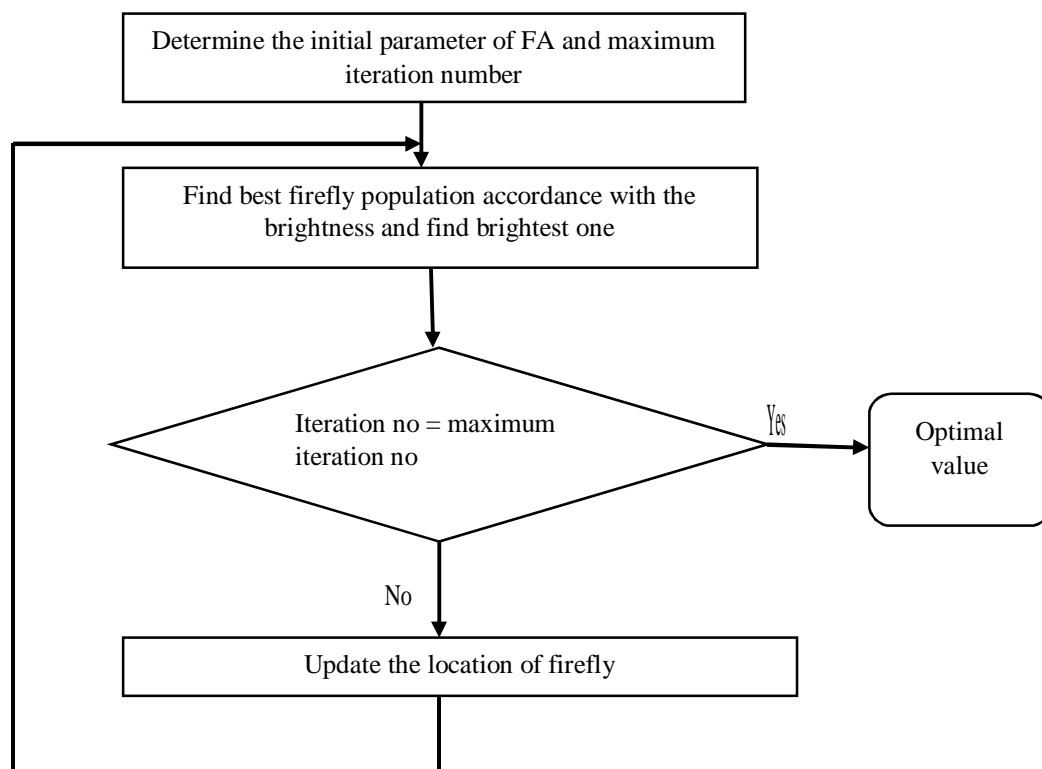 Determine the initial parameter of FA and maximum
iteration number
Find best firefly population accordance with the
brightness and find brightest one
Iteration no = maximum
iteration no
Yes
Optimal
value
No
Update the location of firefly